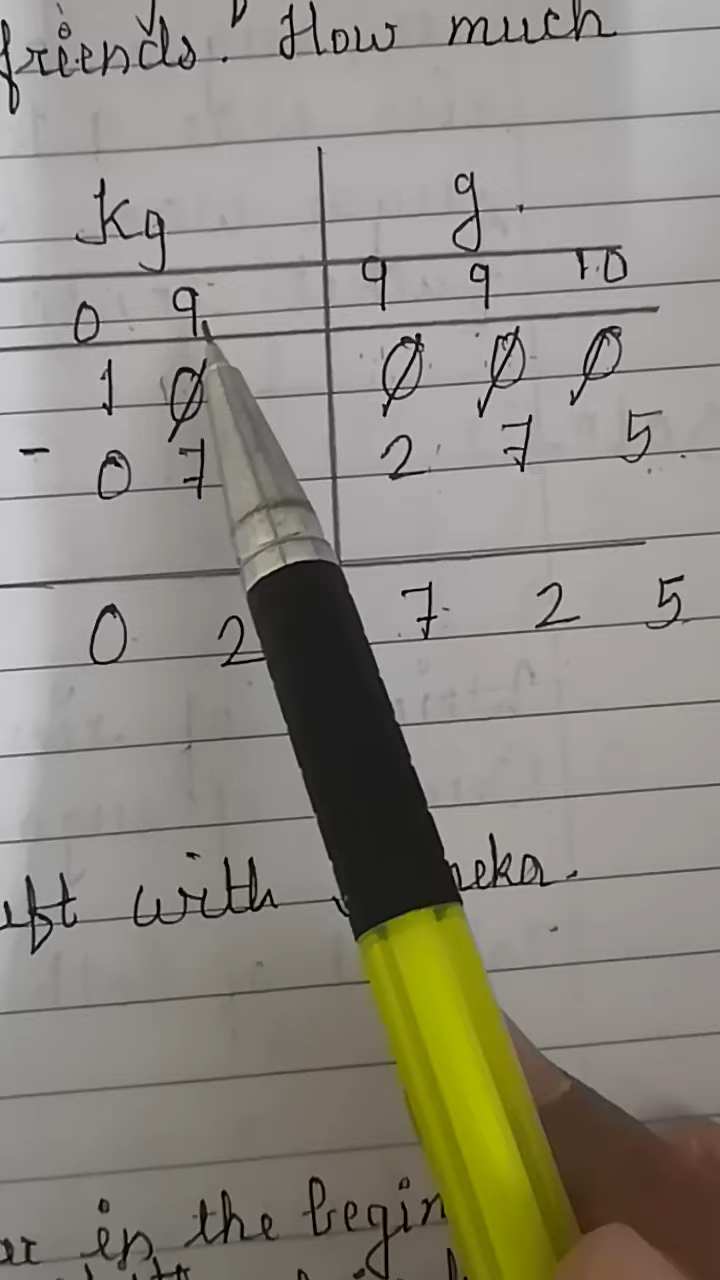 friends. How much
kg g.
0 9 9 9 10
1 0 0 0 0
- 0 7 2 7 5
0 2 7 2 5
with
in the begin